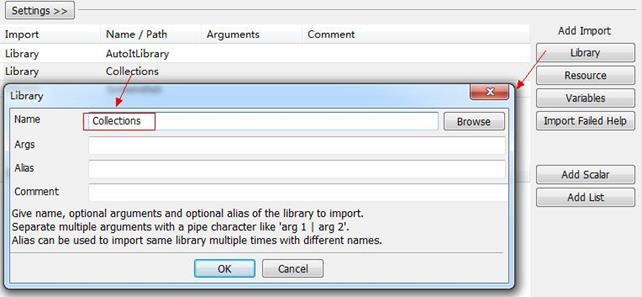 Settings >>
Import Name / Path Arguments Comment
Add Import
Library AutoItLibrary
Library
Library Collections
Resource
Variables
Import Failed Help
Add Scalar
Add List
Library
Name Collections Browse
Args
Alias
Comment
Give name, optional arguments and optional alias of the library to import.
Separate multiple arguments with a pipe character like 'arg 1 | arg 2'.
Alias can be used to import same library multiple times with different names.
OK Cancel